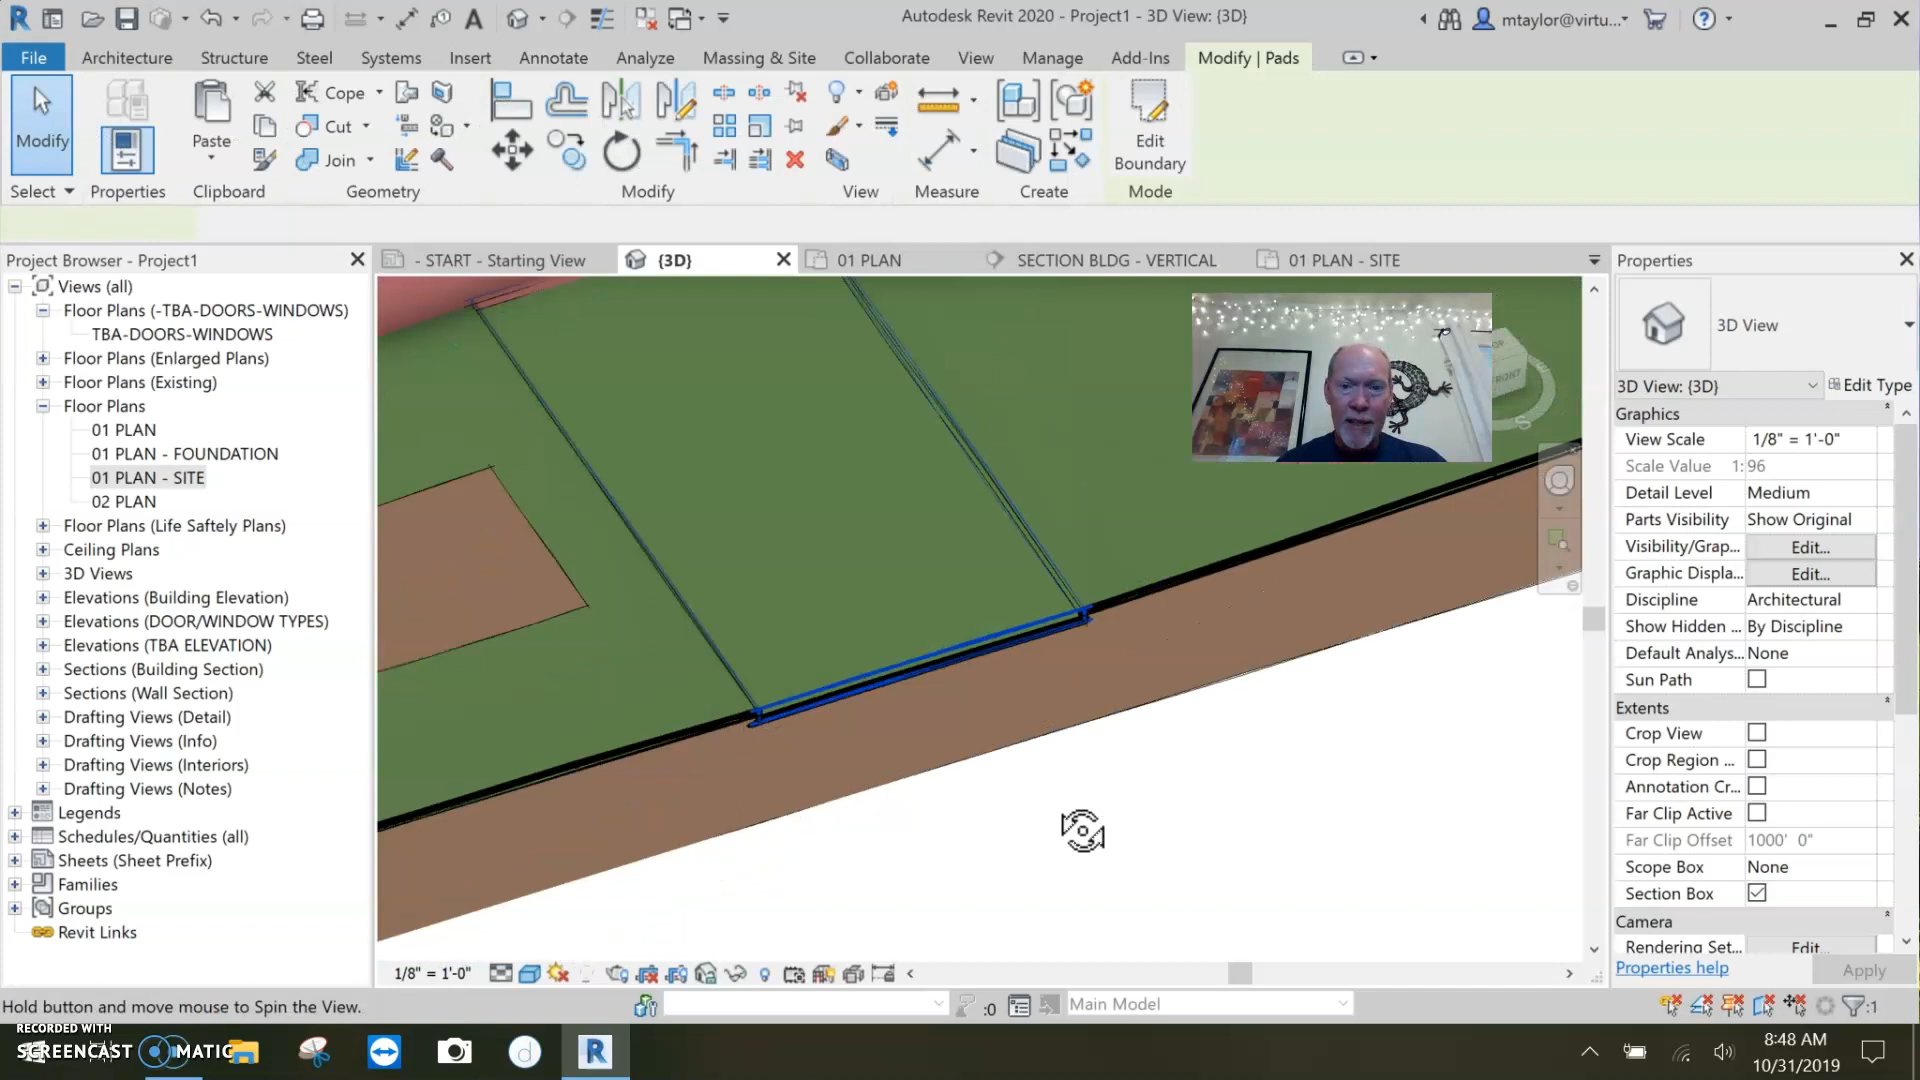 Autodesk Revit 2020 - Project1 - 3D View: {3D}
mtaylor@virtu...
File
Architecture
Structure
Steel
Systems
Insert
Annotate
Analyze
Massing & Site
Collaborate
View
Manage
Add-Ins
Modify | Pads
Modify
Paste
Cope
Cut
Join
Edit
Boundary
Select
Properties
Clipboard
Geometry
Modify
View
Measure
Create
Mode
Project Browser - Project1
- START - Starting View
{3D}
01 PLAN
SECTION BLDG - VERTICAL
01 PLAN - SITE
Properties
Views (all)
Floor Plans (-TBA-DOORS-WINDOWS)
TBA-DOORS-WINDOWS
Floor Plans (Enlarged Plans)
Floor Plans (Existing)
Floor Plans
01 PLAN
01 PLAN - FOUNDATION
01 PLAN - SITE
02 PLAN
Floor Plans (Life Saftely Plans)
Ceiling Plans
3D Views
Elevations (Building Elevation)
Elevations (DOOR/WINDOW TYPES)
Elevations (TBA ELEVATION)
Sections (Building Section)
Sections (Wall Section)
Drafting Views (Detail)
Drafting Views (Info)
Drafting Views (Interiors)
Drafting Views (Notes)
Legends
Schedules/Quantities (all)
Sheets (Sheet Prefix)
Families
Groups
Revit Links
FRONT
3D View
3D View: {3D}
Edit Type
Graphics
View Scale 1/8" = 1'-0"
Scale Value 1: 96
Detail Level Medium
Parts Visibility Show Original
Visibility/Grap... Edit...
Graphic Displa... Edit...
Discipline Architectural
Show Hidden ... By Discipline
Default Analys... None
Sun Path
Extents
Crop View
Crop Region ...
Annotation Cr...
Far Clip Active
Far Clip Offset 1000' 0"
Scope Box None
Section Box
Camera
Rendering Set... Edit...
Properties help
Apply
1/8" = 1'-0"
Hold button and move mouse to Spin the View.
:0
Main Model
:1
RECORDED WITH
SCREENCAST MATIC
8:48 AM
10/31/2019